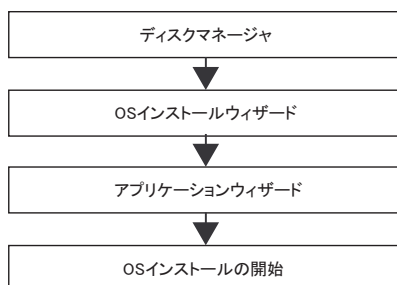 ディスクマネージャ
OSインストールウィザード
アプリケーションウィザード
OSインストールの開始